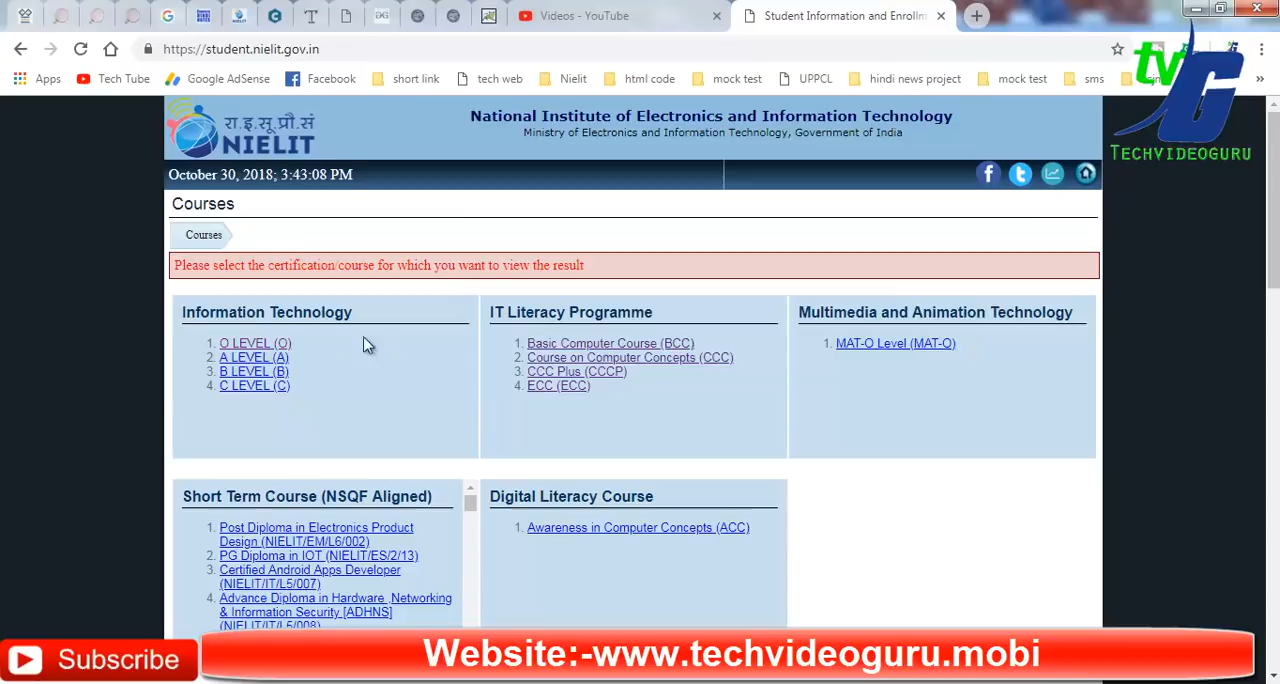 Videos - YouTube
Student Information and Enrollm
https://student.nielit.gov.in
Apps
Tech Tube
Google AdSense
Facebook
short link
tech web
Nielit
html code
mock test
UPPCL
hindi news project
mock test
sms
tv
TECHVIDEOGURU
रा.इ.सू.प्रौ.सं
NIELIT
National Institute of Electronics and Information Technology
Ministry of Electronics and Information Technology, Government of India
October 30, 2018; 3:43:08 PM
Courses
Courses
Please select the certification/course for which you want to view the result
Information Technology
1. O LEVEL (O)
2. A LEVEL (A)
3. B LEVEL (B)
4. C LEVEL (C)
IT Literacy Programme
1. Basic Computer Course (BCC)
2. Course on Computer Concepts (CCC)
3. CCC Plus (CCCP)
4. ECC (ECC)
Multimedia and Animation Technology
1. MAT-O Level (MAT-O)
Short Term Course (NSQF Aligned)
1. Post Diploma in Electronics Product
Design (NIELIT/EM/L6/002)
2. PG Diploma in IOT (NIELIT/ES/2/13)
3. Certified Android Apps Developer
(NIELIT/IT/L5/007)
4. Advance Diploma in Hardware ,Networking
& Information Security [ADHNS]
(NIELIT/IT/L5/008)
Digital Literacy Course
1. Awareness in Computer Concepts (ACC)
Subscribe
Website:-www.techvideoguru.mobi